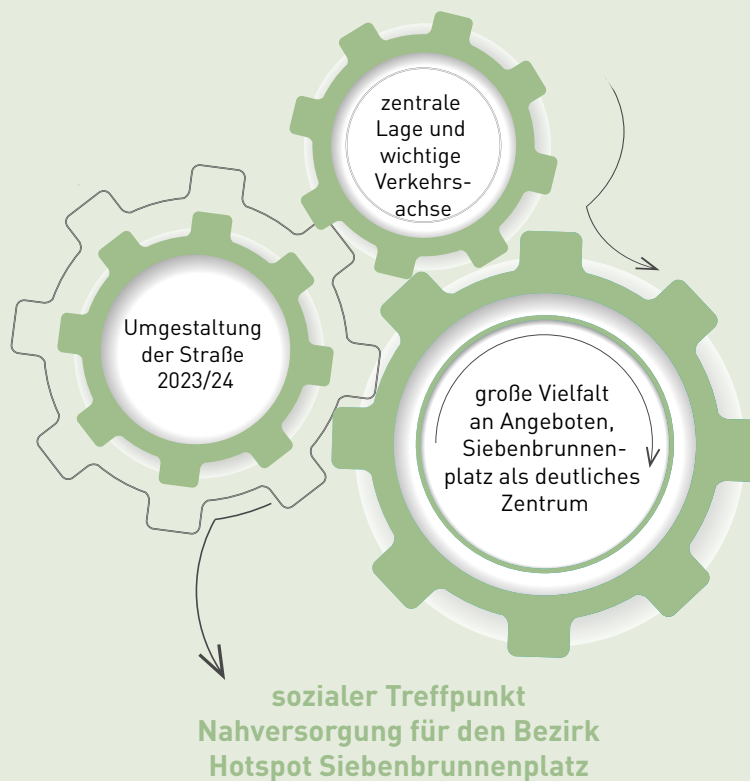 zentrale
Lage und
wichtige
Verkehrs-
achse
Umgestaltung
der Straße
2023/24
große Vielfalt
an Angeboten,
Siebenbrunnen-
platz als deutliches
Zentrum
sozialer Treffpunkt
Nahversorgung für den Bezirk
Hotspot Siebenbrunnenplatz